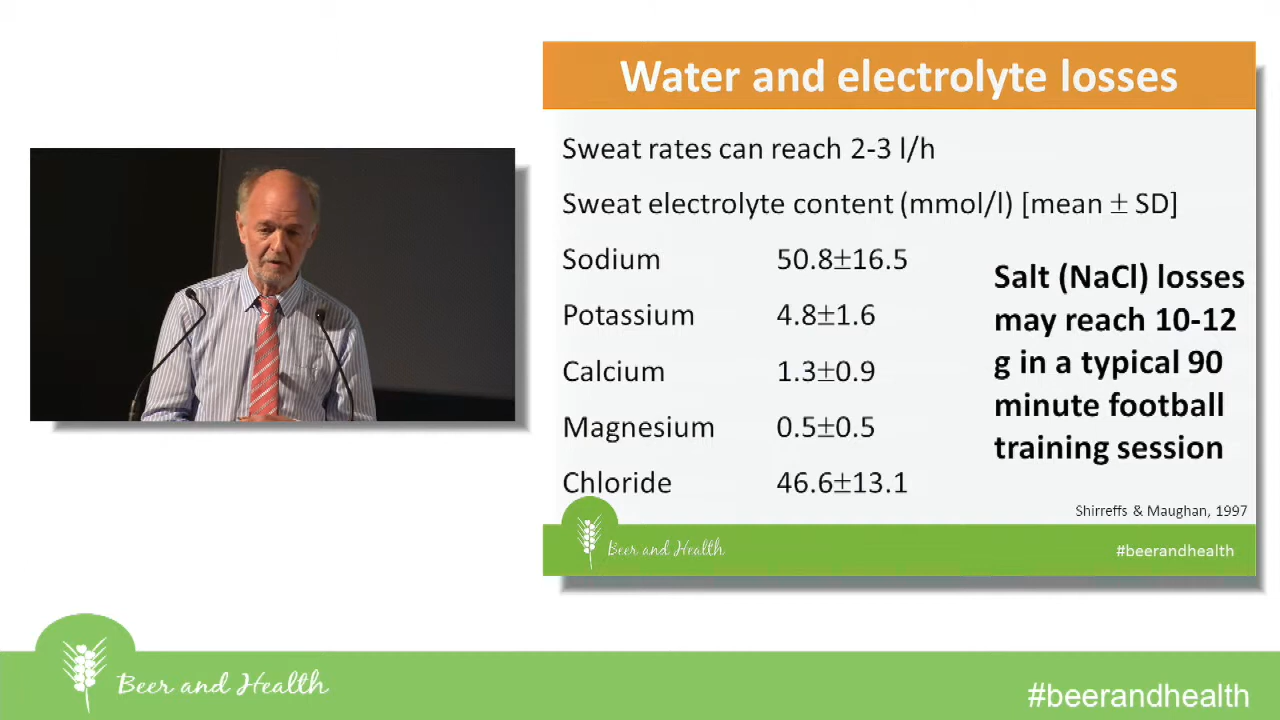 Water and electrolyte losses
Sweat rates can reach 2-3 l/h
Sweat electrolyte content (mmol/l) [mean ± SD]
Sodium 50.8±16.5
Potassium 4.8±1.6
Calcium 1.3±0.9
Magnesium 0.5±0.5
Chloride 46.6±13.1
Salt (NaCl) losses
may reach 10-12
g in a typical 90
minute football
training session
Shirreffs & Maughan, 1997
Beer and Health
#beerandhealth
Beer and Health
#beerandhealth